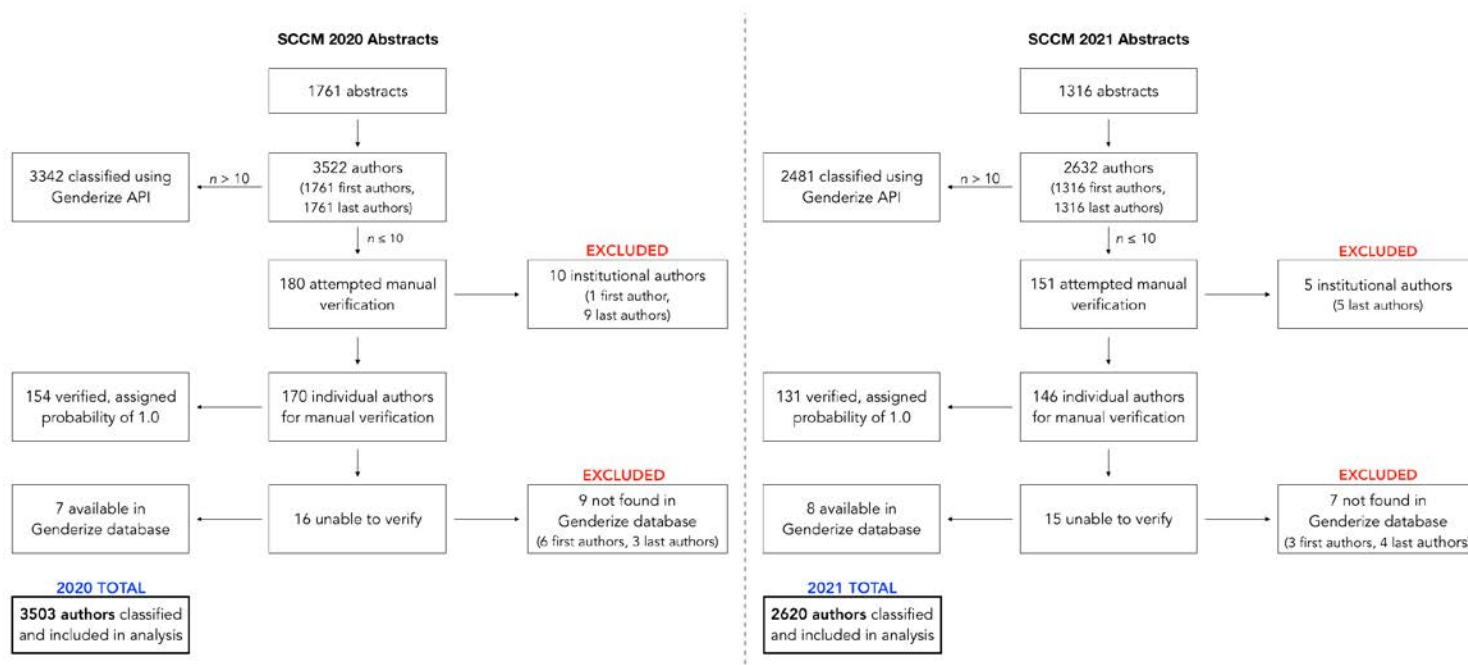 SCCM 2020 Abstracts
1761 abstracts
3522 authors
(1761 first authors,
1761 last authors)
n > 10
3342 classified using
Genderize API
n ≤ 10
180 attempted manual
verification
EXCLUDED
10 institutional authors
(1 first author,
9 last authors)
170 individual authors
for manual verification
154 verified, assigned
probability of 1.0
16 unable to verify
7 available in
Genderize database
EXCLUDED
9 not found in
Genderize database
(6 first authors, 3 last authors)
2020 TOTAL
3503 authors classified
and included in analysis
SCCM 2021 Abstracts
1316 abstracts
2632 authors
(1316 first authors,
1316 last authors)
n > 10
2481 classified using
Genderize API
n ≤ 10
151 attempted manual
verification
EXCLUDED
5 institutional authors
(5 last authors)
146 individual authors
for manual verification
131 verified, assigned
probability of 1.0
15 unable to verify
8 available in
Genderize database
EXCLUDED
7 not found in
Genderize database
(3 first authors, 4 last authors)
2021 TOTAL
2620 authors classified
and included in analysis